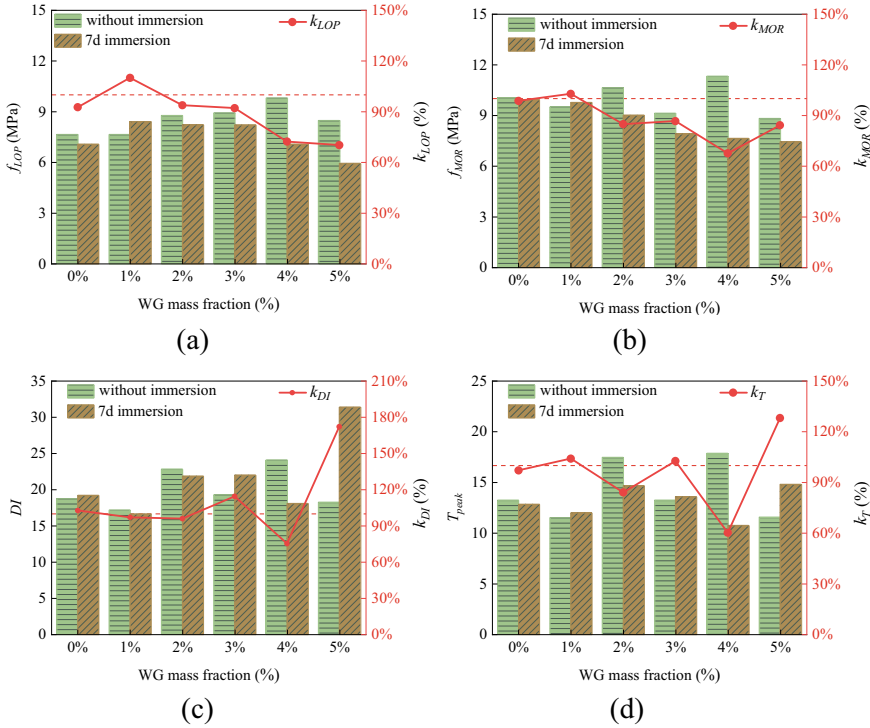 without immersion
7d immersion
k_LOP
15
12
9
6
3
0
f_LOP (MPa)
150%
120%
90%
60%
30%
0%
k_LOP (%)
0% 1% 2% 3% 4% 5%
WG mass fraction (%)
(a)
without immersion
7d immersion
k_MOR
15
12
9
6
3
0
f_MOR (MPa)
150%
120%
90%
60%
30%
0%
k_MOR (%)
0% 1% 2% 3% 4% 5%
WG mass fraction (%)
(b)
without immersion
7d immersion
k_DI
35
30
25
20
15
10
5
0
DI
210%
180%
150%
120%
90%
60%
30%
0%
k_DI (%)
0% 1% 2% 3% 4% 5%
WG mass fraction (%)
(c)
without immersion
7d immersion
k_T
25
20
15
10
5
0
T_peak
150%
120%
90%
60%
30%
0%
k_T (%)
0% 1% 2% 3% 4% 5%
WG mass fraction (%)
(d)